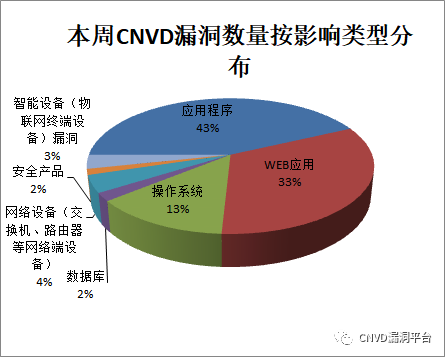 本周CNVD漏洞数量按影响类型分
布
智能设备（物
联网终端设
备）漏洞
3%
应用程序
43%
安全产品
2%
WEB应用
33%
操作系统
13%
网络设备（交
换机、路由器
等网络端设
备）
4%
数据库
2%
CNVD漏洞平台